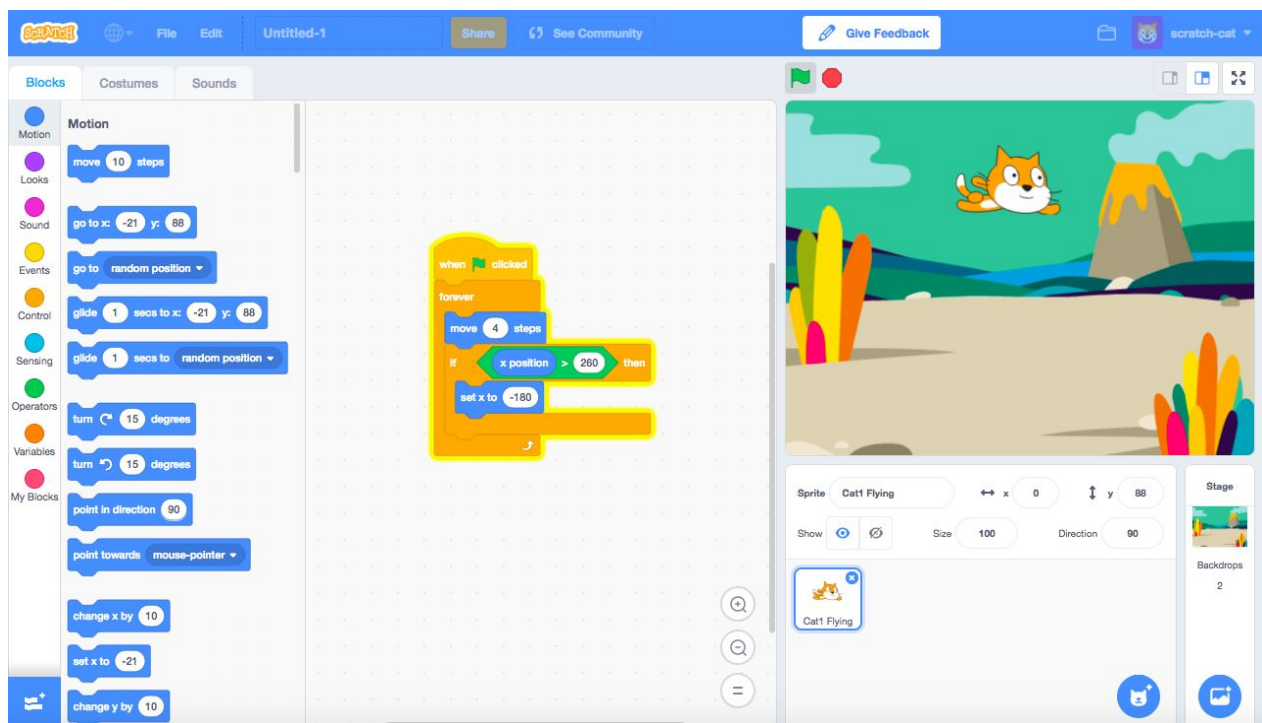 SCRATCH File Edit Untitled-1 Share See Community Give Feedback scratch-cat
Blocks Costumes Sounds
Motion
Looks
Sound
Events
Control
Sensing
Operators
Variables
My Blocks
Motion
move 10 steps
go to x: -21 y: 88
go to random position
glide 1 secs to x: -21 y: 88
glide 1 secs to random position
turn 15 degrees
turn 15 degrees
point in direction 90
point towards mouse-pointer
change x by 10
set x to -21
change y by 10
when clicked
forever
move 4 steps
if x position > 260 then
set x to -180
Sprite Cat1 Flying x 0 y 88
Show Size 100 Direction 90
Cat1 Flying
Stage
Backdrops
2